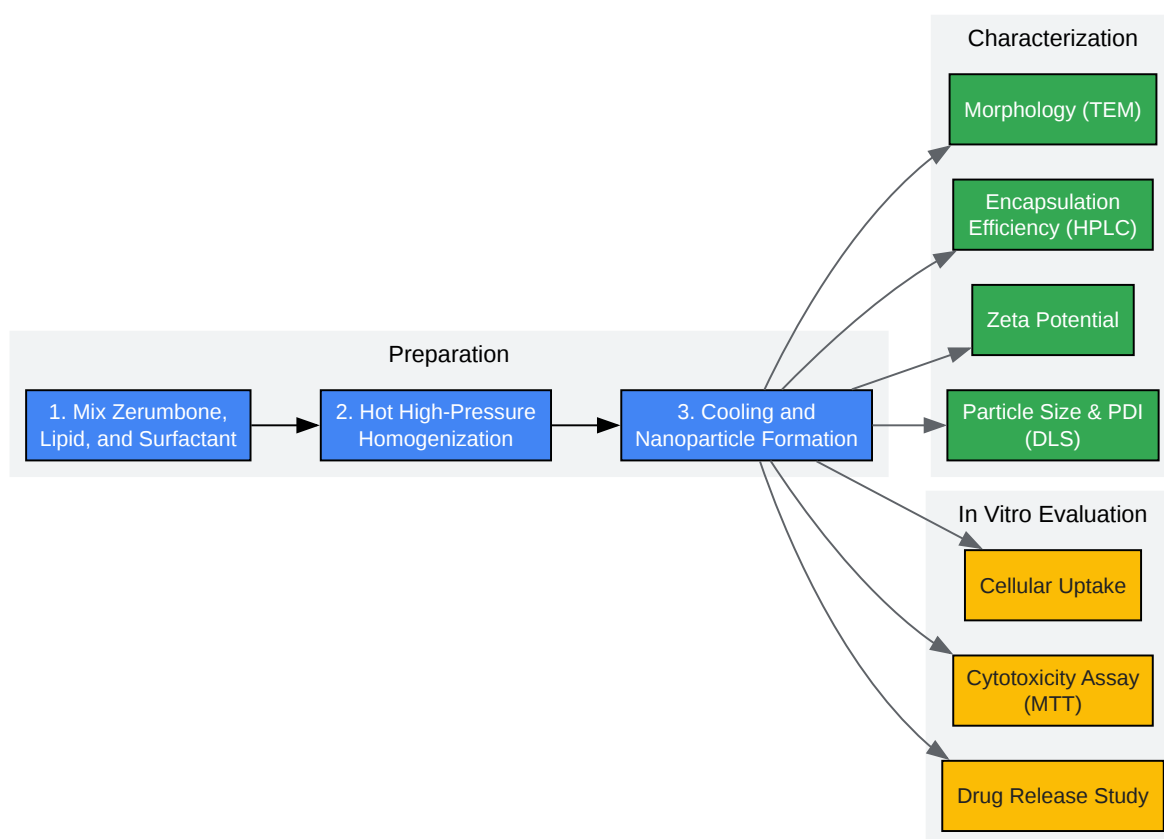 Preparation
1. Mix Zerumbone,
Lipid, and Surfactant
2. Hot High-Pressure
Homogenization
3. Cooling and
Nanoparticle Formation
Characterization
Morphology (TEM)
Encapsulation
Efficiency (HPLC)
Zeta Potential
Particle Size & PDI
(DLS)
In Vitro Evaluation
Cellular Uptake
Cytotoxicity Assay
(MTT)
Drug Release Study